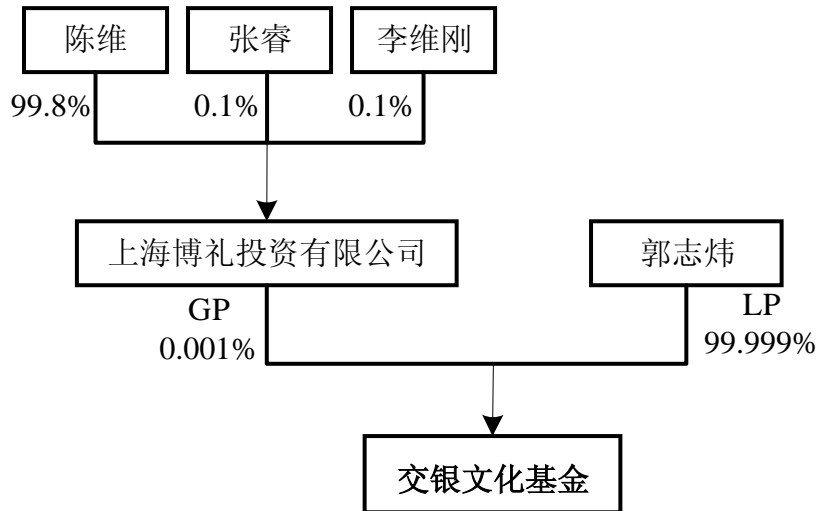 陈维
张睿
李维刚
99.8%
0.1%
0.1%
上海博礼投资有限公司
郭志炜
GP
0.001%
LP
99.999%
交银文化基金